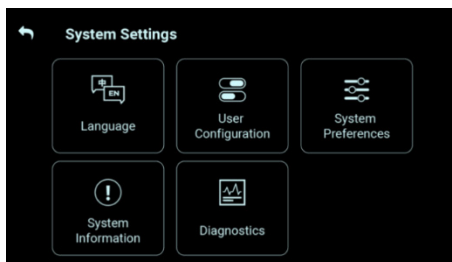 System Settings
中
EN
Language
User
Configuration
System
Preferences
System
Information
Diagnostics